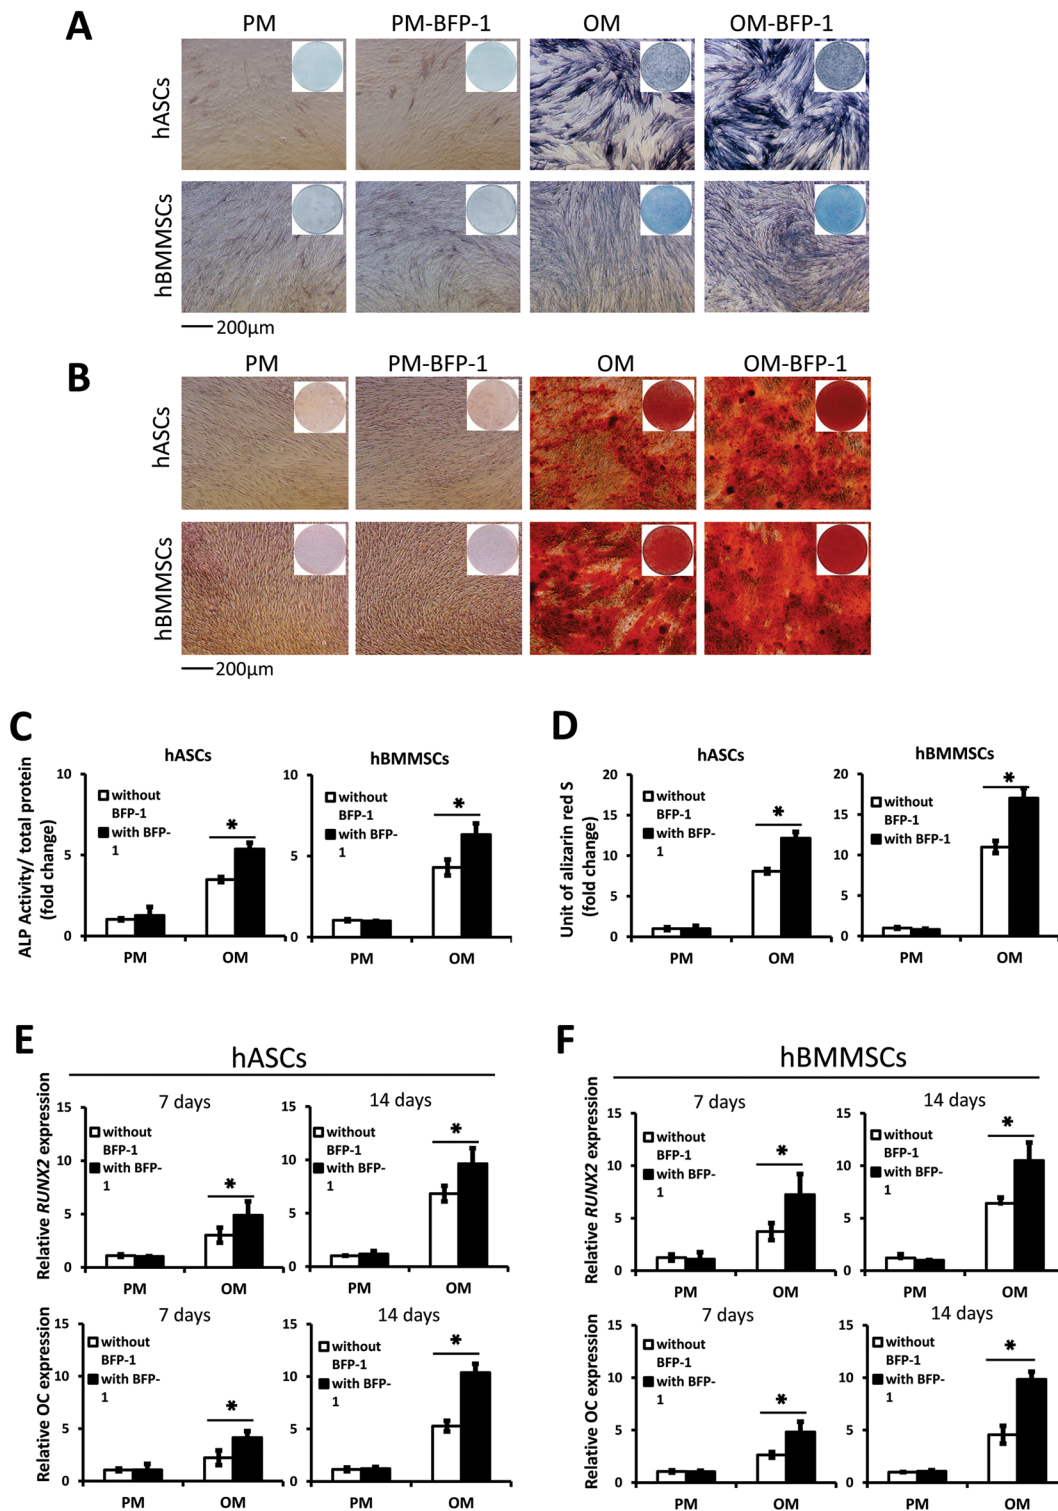 A
PM PM-BFP-1 OM OM-BFP-1
hASCs
hBMMSCs
200µm
B
PM PM-BFP-1 OM OM-BFP-1
hASCs
hBMMSCs
200µm
C
hASCs
ALP Activity/ total protein
(fold change)
10
5
0
without
BFP-1
with BFP-
1
*
PM OM
hBMMSCs
10
5
0
without
BFP-1
with BFP-
1
*
PM OM
D
hASCs
Unit of alizarin red S
(fold change)
20
15
10
5
0
without
BFP-1
with BFP-
1
*
PM OM
hBMMSCs
20
15
10
5
0
without
BFP-1
with BFP-1
*
PM OM
E
hASCs
7 days
Relative RUNX2 expression
15
10
5
0
without
BFP-1
with BFP-
1
*
PM OM
14 days
15
10
5
0
without
BFP-1
with BFP-
1
*
PM OM
7 days
Relative OC expression
15
10
5
0
without
BFP-1
with BFP-
1
*
PM OM
14 days
15
10
5
0
without
BFP-1
with BFP-
1
*
PM OM
F
hBMMSCs
7 days
Relative RUNX2 expression
15
10
5
0
without
BFP-1
with BFP-
1
*
PM OM
14 days
15
10
5
0
without
BFP-1
with BFP-
1
*
PM OM
7 days
Relative OC expression
15
10
5
0
without
BFP-1
with BFP-
1
*
PM OM
14 days
15
10
5
0
without
BFP-1
with BFP-
1
*
PM OM